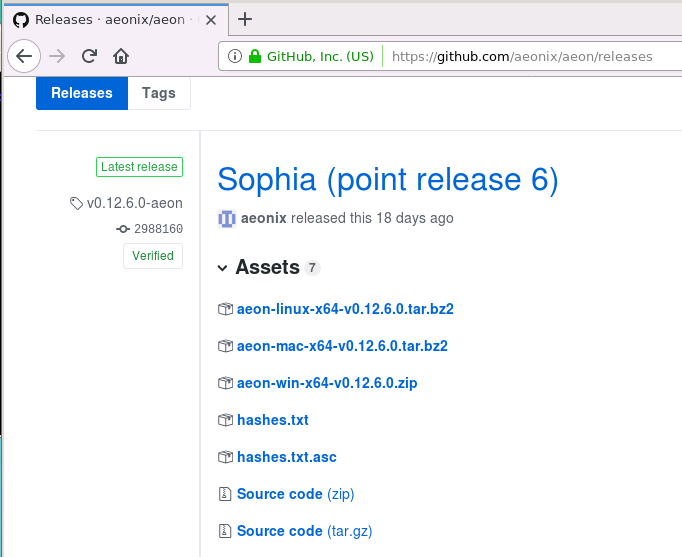 Releases · aeonix/aeon ·
GitHub, Inc. (US)
https://github.com/aeonix/aeon/releases
Releases
Tags
Latest release
v0.12.6.0-aeon
2988160
Verified
Sophia (point release 6)
aeonix released this 18 days ago
Assets 7
aeon-linux-x64-v0.12.6.0.tar.bz2
aeon-mac-x64-v0.12.6.0.tar.bz2
aeon-win-x64-v0.12.6.0.zip
hashes.txt
hashes.txt.asc
Source code (zip)
Source code (tar.gz)